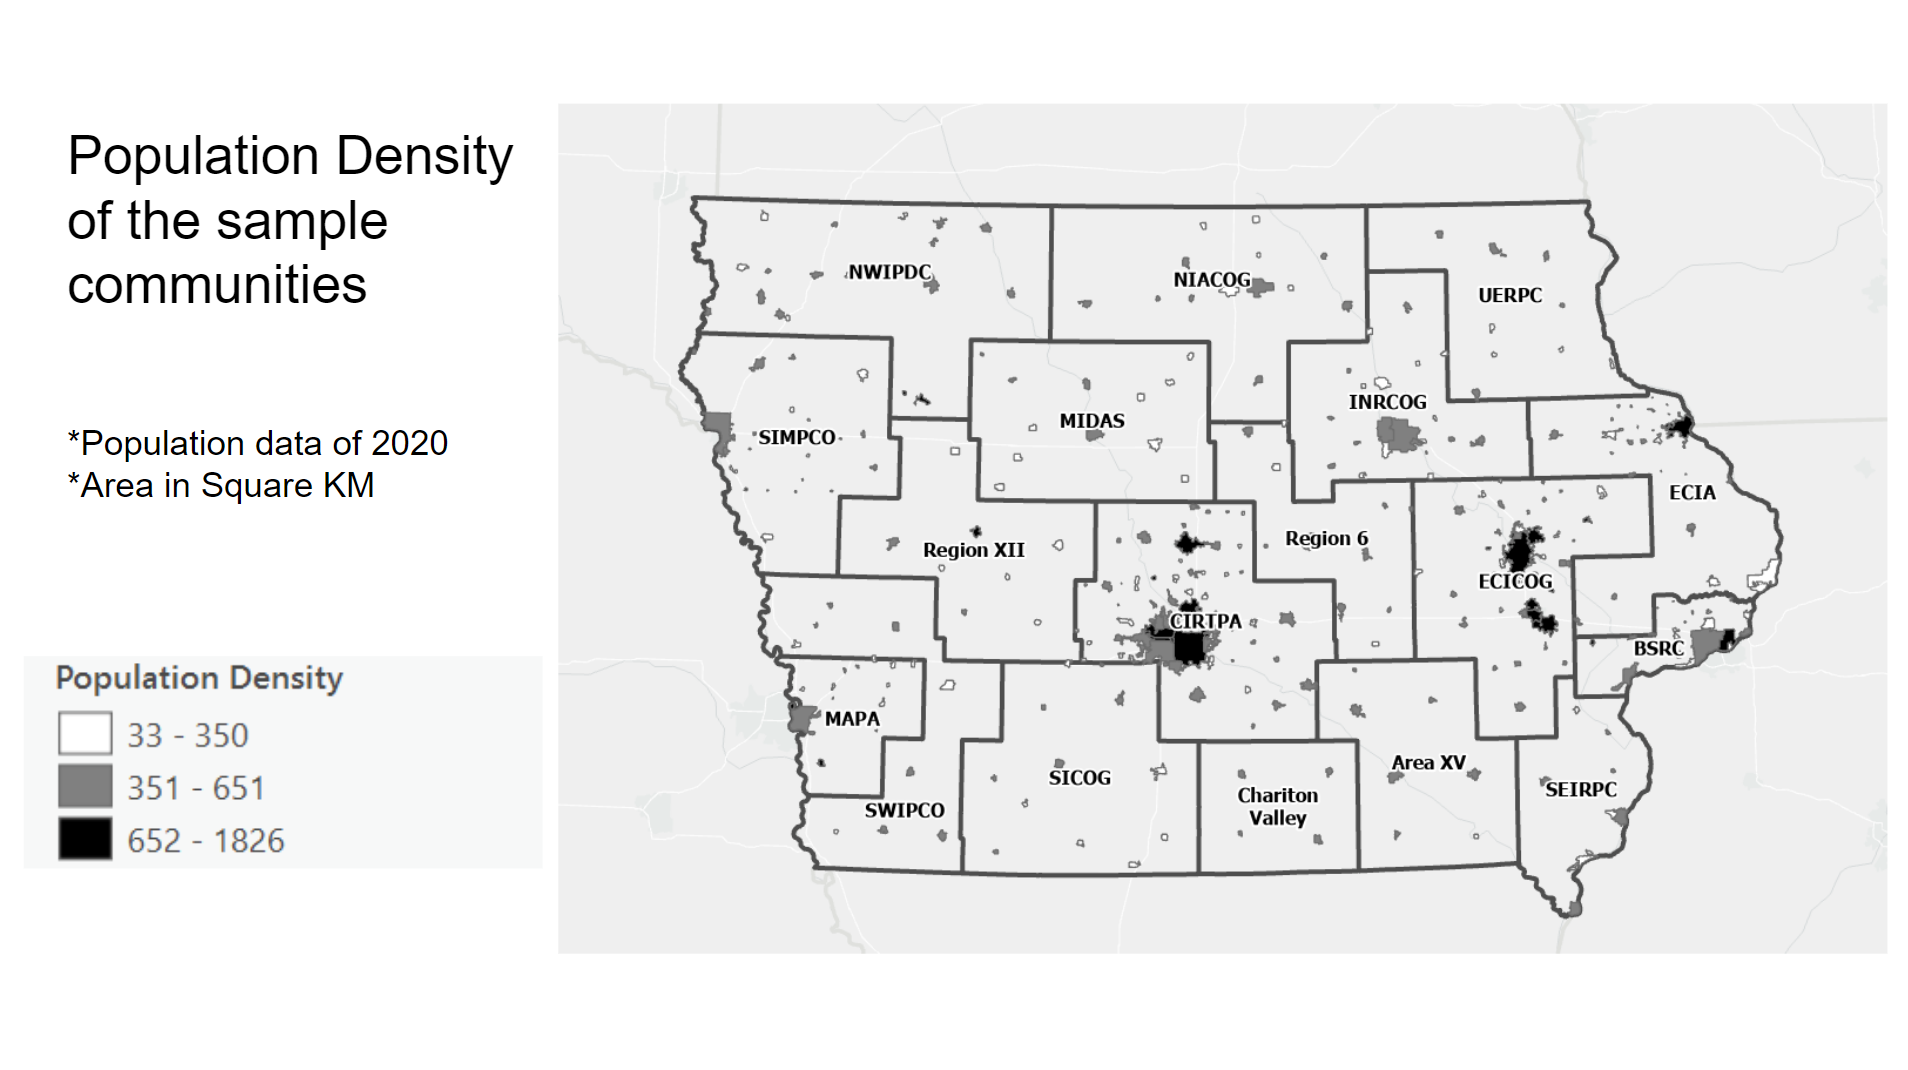 Population Density
of the sample
communities
*Population data of 2020
*Area in Square KM
Population Density
33 - 350
351 - 651
652 - 1826
NWIPDC
NIACOG
UERPC
SIMPCO
MIDAS
INRCOG
ECIA
Region XII
Region 6
ECICOG
CIRTPA
BSRC
MAPA
SWIPCO
SICOG
Chariton
Valley
Area XV
SEIRPC